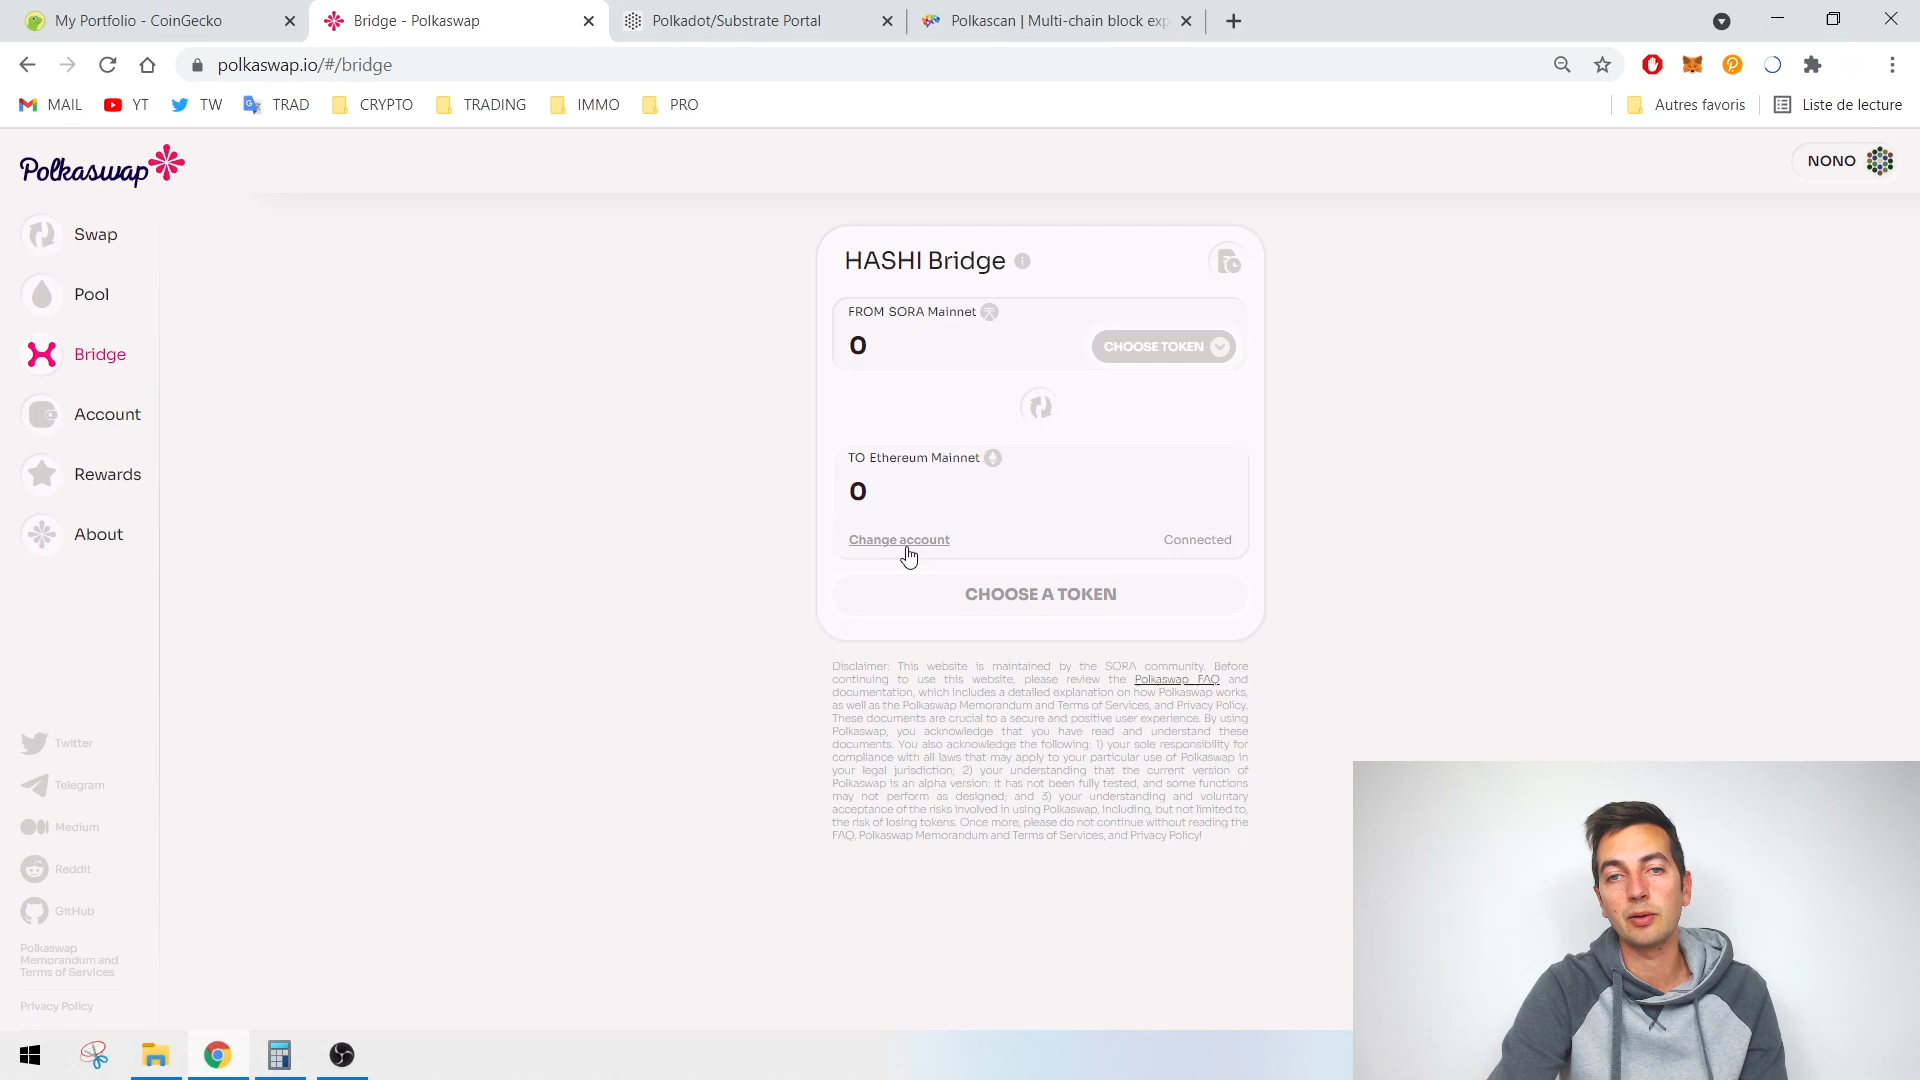 My Portfolio - CoinGecko
Bridge - Polkaswap
Polkadot/Substrate Portal
Polkascan | Multi-chain block exp
polkaswap.io/#/bridge
MAIL
YT
TW
TRAD
CRYPTO
TRADING
IMMO
PRO
Autres favoris
Liste de lecture
Polkaswap
NONO
Swap
Pool
Bridge
Account
Rewards
About
Twitter
Telegram
Medium
Reddit
GitHub
Polkaswap
Memorandum and
Terms of Services
Privacy Policy
HASHI Bridge
FROM SORA Mainnet
0
CHOOSE TOKEN
TO Ethereum Mainnet
0
Change account
Connected
CHOOSE A TOKEN
Disclaimer: This website is maintained by the SORA community. Before
continuing to use this website, please review the Polkaswap FAQ and
documentation, which includes a detailed explanation on how Polkaswap works,
as well as the Polkaswap Memorandum and Terms of Services, and Privacy Policy.
These documents are crucial to a secure and positive user experience. By using
Polkaswap, you acknowledge that you have read and understand these
documents. You also acknowledge the following: 1) your sole responsibility for
compliance with all laws that may apply to your particular use of Polkaswap in
your legal jurisdiction; 2) your understanding that the current version of
Polkaswap is an alpha version: it has not been fully tested, and some functions
may not perform as designed; and 3) your understanding and voluntary
acceptance of the risks involved in using Polkaswap, including, but not limited to,
the risk of losing tokens. Once more, please do not continue without reading the
FAQ, Polkaswap Memorandum and Terms of Services, and Privacy Policy!